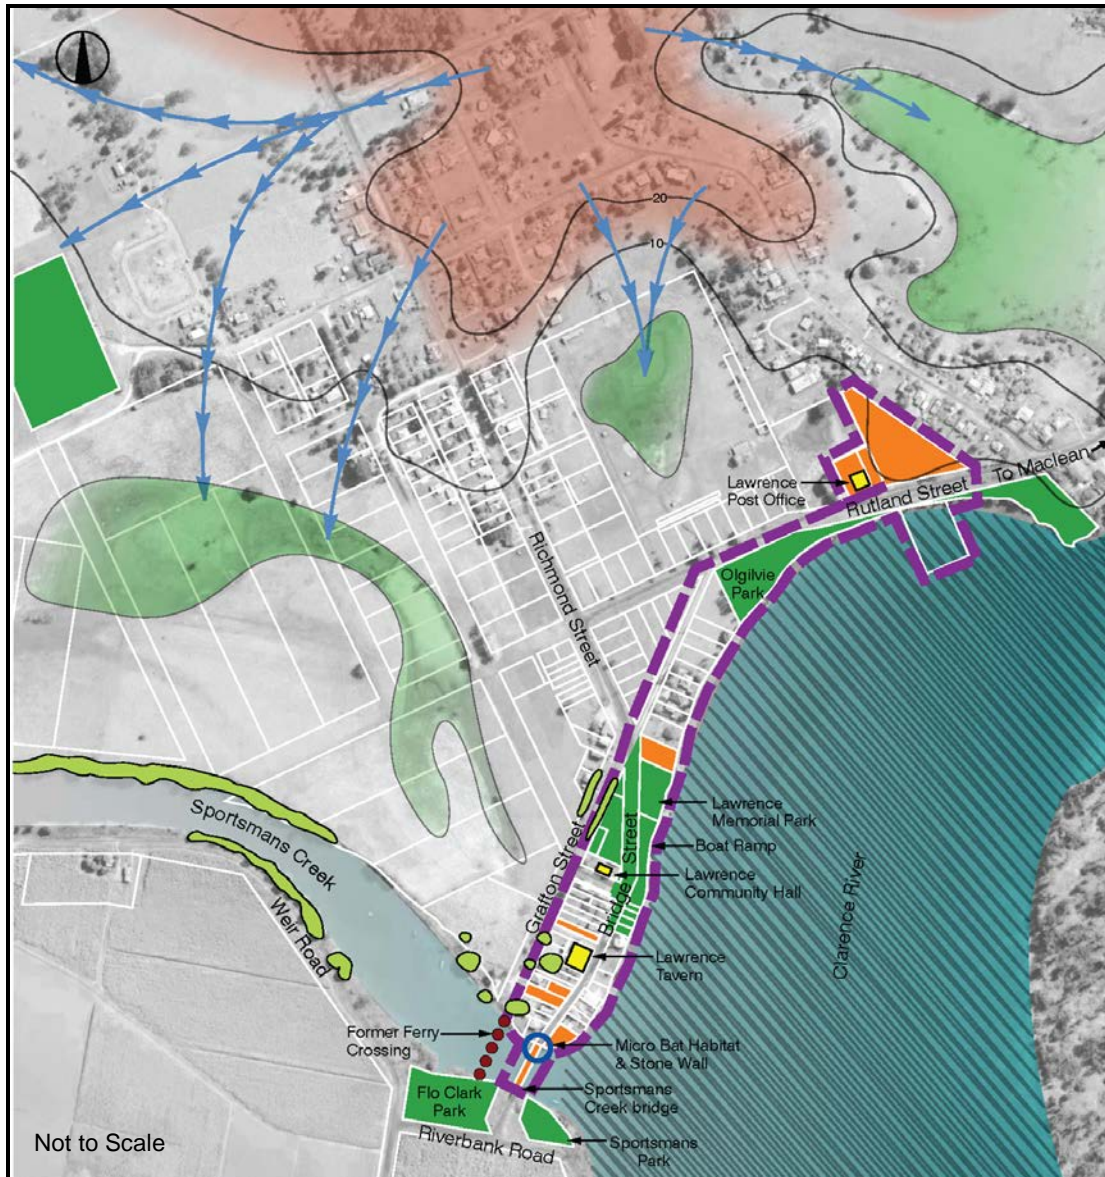 20
10
Lawrence
Post Office
Rutland Street
To Maclean
Olgilvie
Park
Richmond Street
Lawrence
Memorial Park
Boat Ramp
Lawrence
Community Hall
Bridge Street
Grafton Street
Sportsmans Creek
Weir Road
Clarence River
Lawrence
Tavern
Former Ferry
Crossing
Micro Bat Habitat
& Stone Wall
Sportsmans
Creek bridge
Flo Clark
Park
Riverbank Road
Sportsmans
Park
Not to Scale